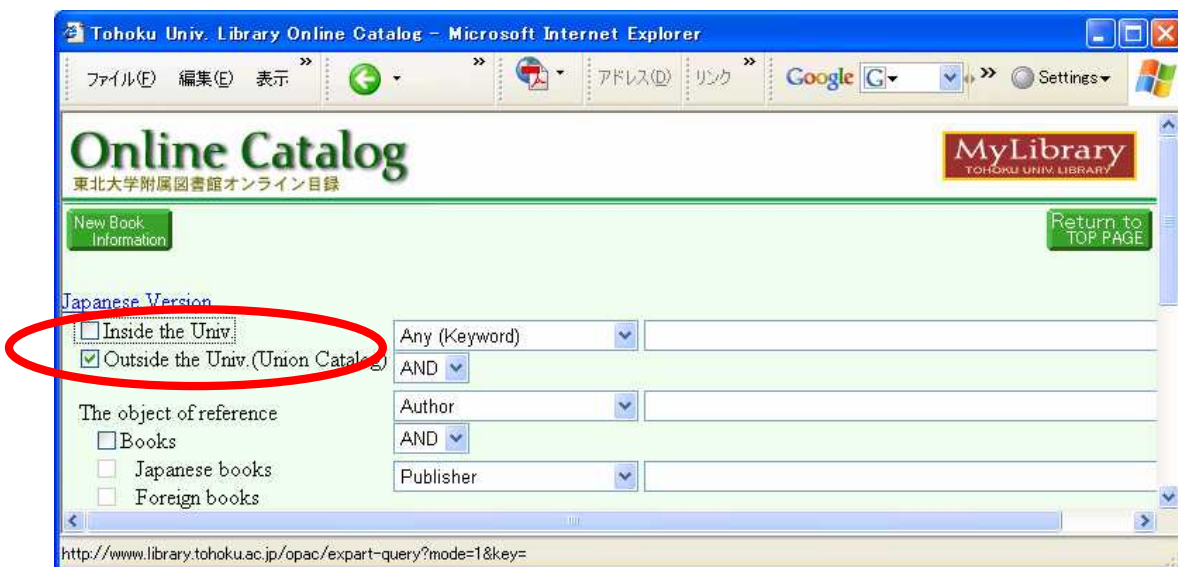 Tohoku Univ. Library Online Catalog - Microsoft Internet Explorer
ファイル(F) 編集(E) 表示 » » アドレス(D) リンク » Google G » Settings
Online Catalog
東北大学附属図書館オンライン目録
MyLibrary
TOHOKU UNIV. LIBRARY
New Book
Information
Return to
TOP PAGE
Japanese Version
Inside the Univ.
Outside the Univ.(Union Catalog)
The object of reference
Books
Japanese books
Foreign books
Any (Keyword)
AND
Author
AND
Publisher
http://www.library.tohoku.ac.jp/opac/expart-query?mode=1&key=